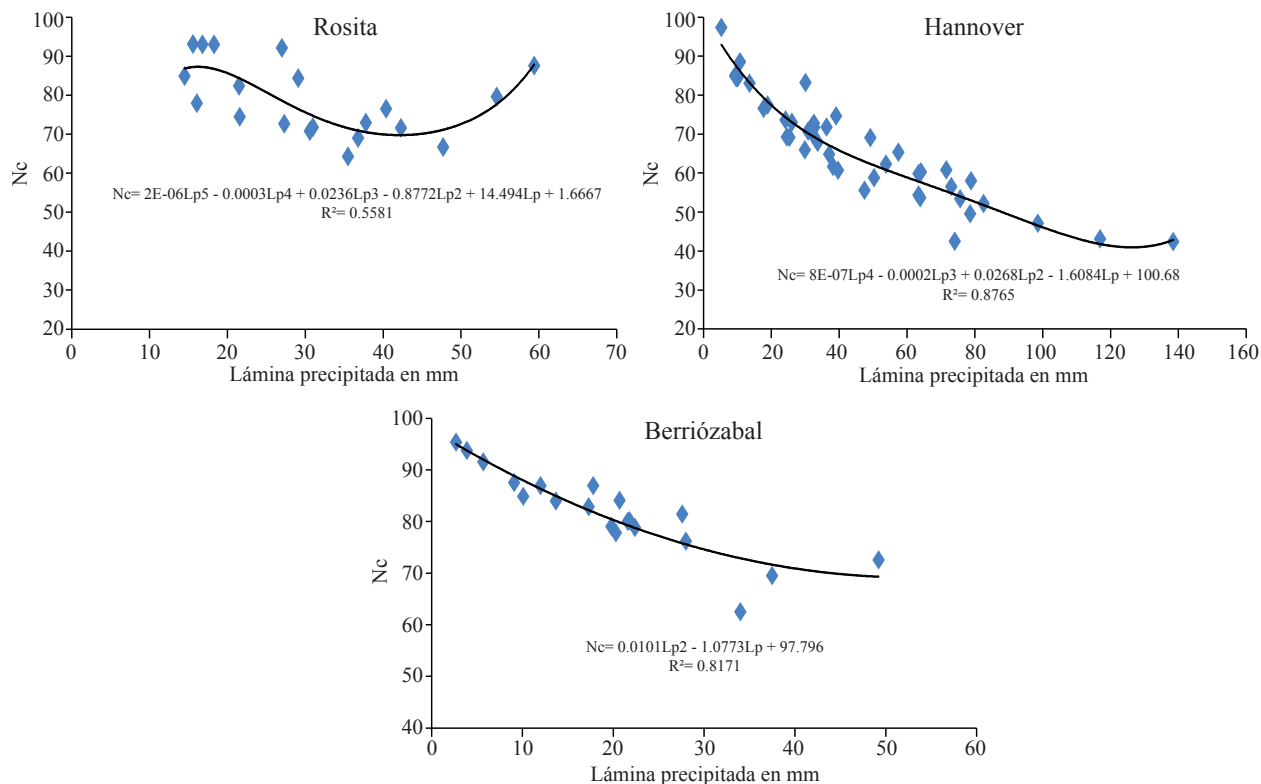 Rosita
Nc
100
90
80
70
60
50
40
30
20
Nc= 2E-06Lp5 - 0.0003Lp4 + 0.0236Lp3 - 0.8772Lp2 + 14.494Lp + 1.6667
R²= 0.5581
0 10 20 30 40 50 60 70
Lámina precipitada en mm
Hannover
Nc
100
90
80
70
60
50
40
30
20
Nc= 8E-07Lp4 - 0.0002Lp3 + 0.0268Lp2 - 1.6084Lp + 100.68
R²= 0.8765
0 20 40 60 80 100 120 140 160
Lámina precipitada en mm
Berriózabal
Nc
100
90
80
70
60
50
40
Nc= 0.0101Lp2 - 1.0773Lp + 97.796
R²= 0.8171
0 10 20 30 40 50 60
Lámina precipitada en mm